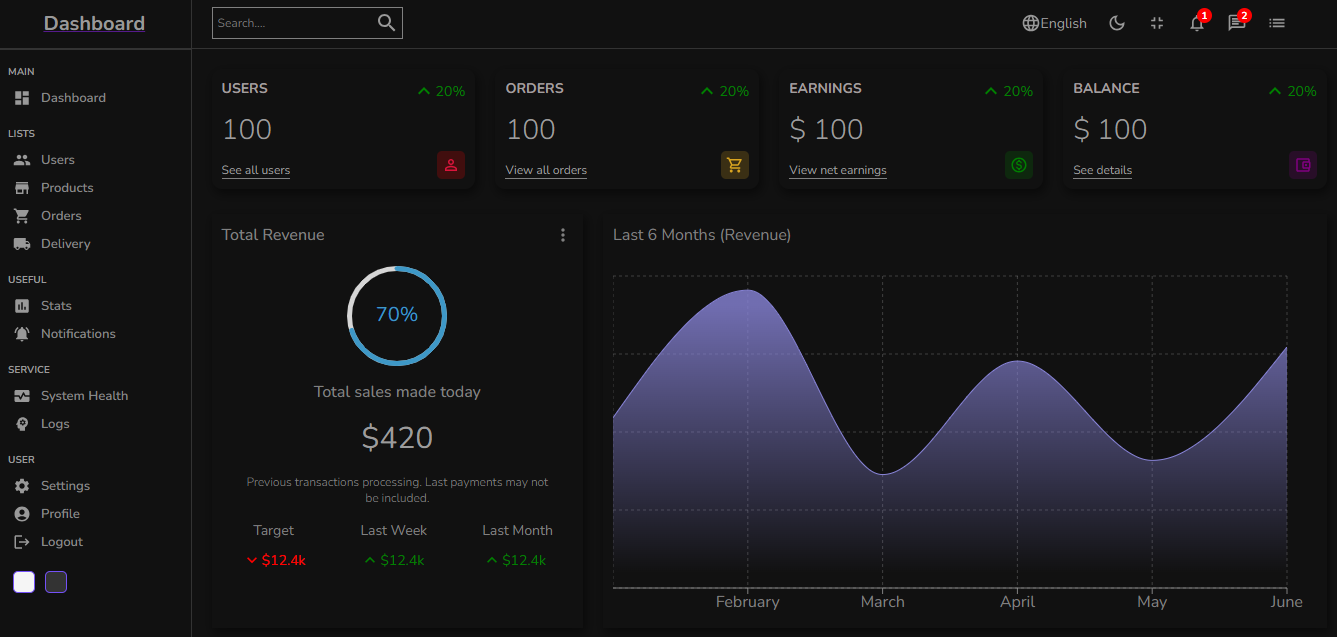 Dashboard
Search....
English
1
2
MAIN
Dashboard
LISTS
Users
Products
Orders
Delivery
USEFUL
Stats
Notifications
SERVICE
System Health
Logs
USER
Settings
Profile
Logout
USERS
20%
100
See all users
ORDERS
20%
100
View all orders
EARNINGS
20%
$ 100
View net earnings
BALANCE
20%
$ 100
See details
Total Revenue
70%
Total sales made today
$420
Previous transactions processing. Last payments may not
be included.
Target
Last Week
Last Month
$12.4k
$12.4k
$12.4k
Last 6 Months (Revenue)
February
March
April
May
June